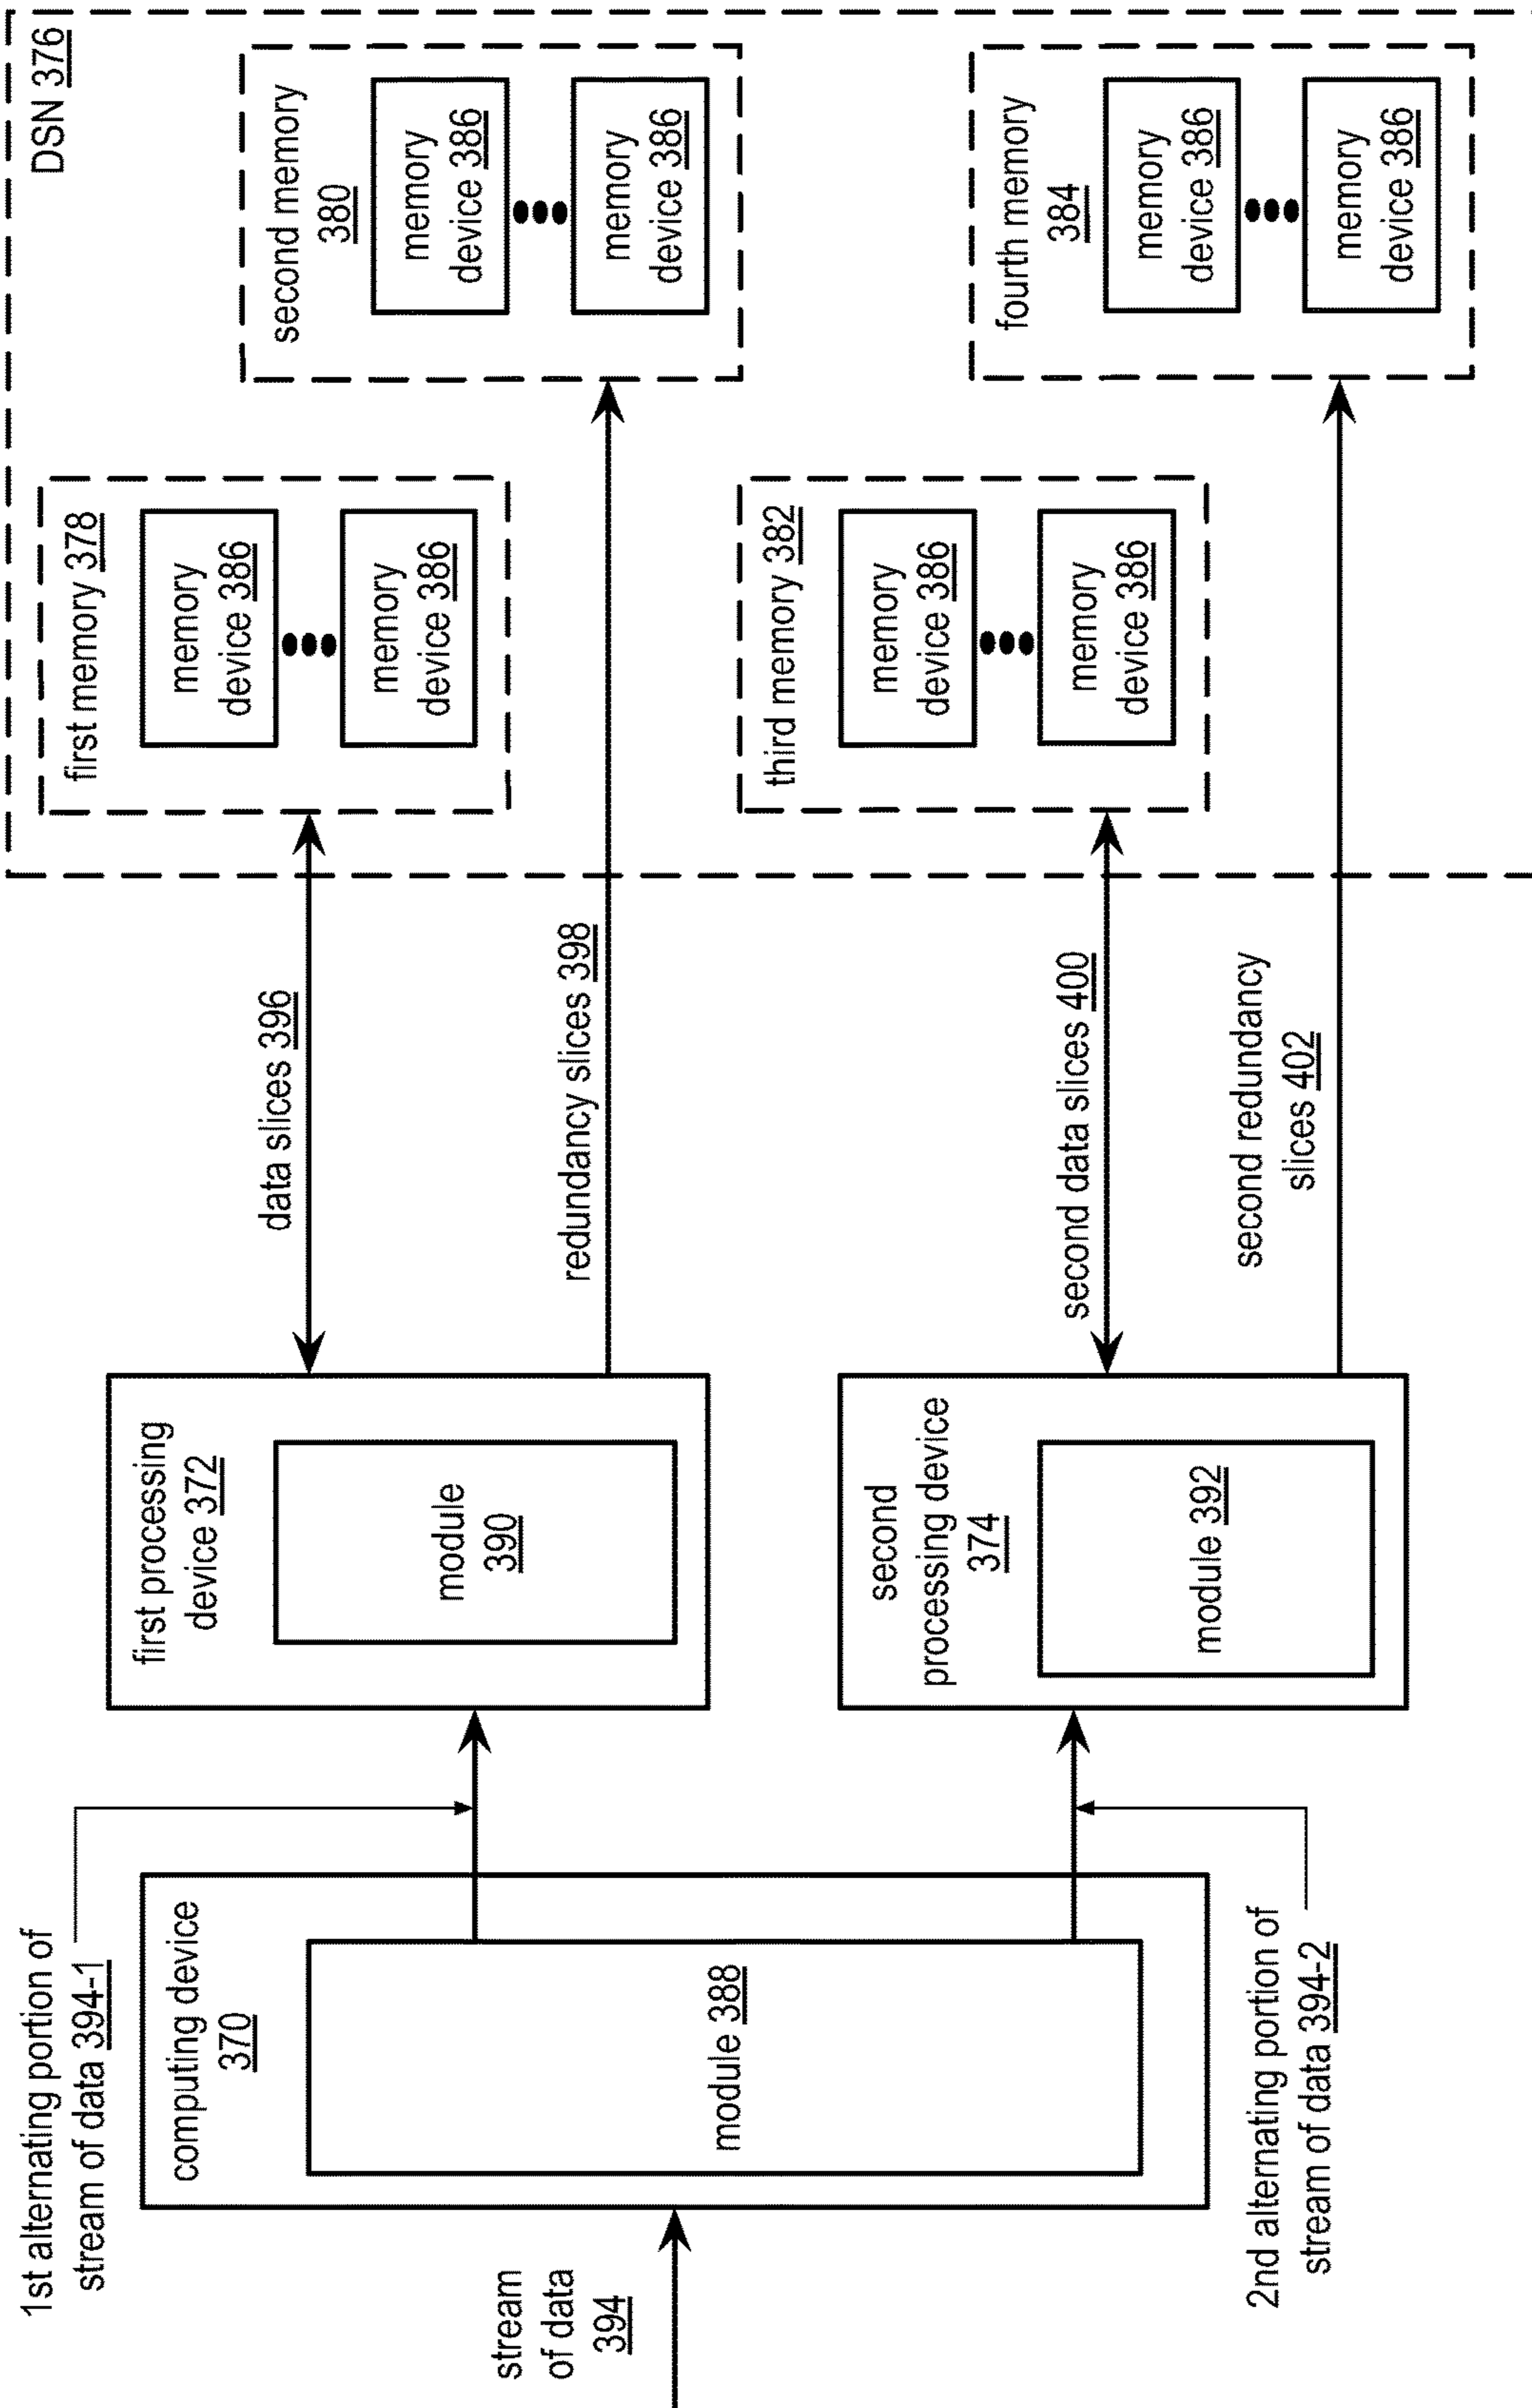 1st alternating portion of
stream of data 394-1
stream
of data
394
computing device
370
module 388
2nd alternating portion of
stream of data 394-2
first processing
device 372
module
390
second
processing device
374
module 392
data slices 396
redundancy slices 398
second data slices 400
second redundancy
slices 402
DSN 376
first memory 378
memory
device 386
memory
device 386
second memory
380
memory
device 386
memory
device 386
third memory 382
memory
device 386
memory
device 386
fourth memory
384
memory
device 386
memory
device 386